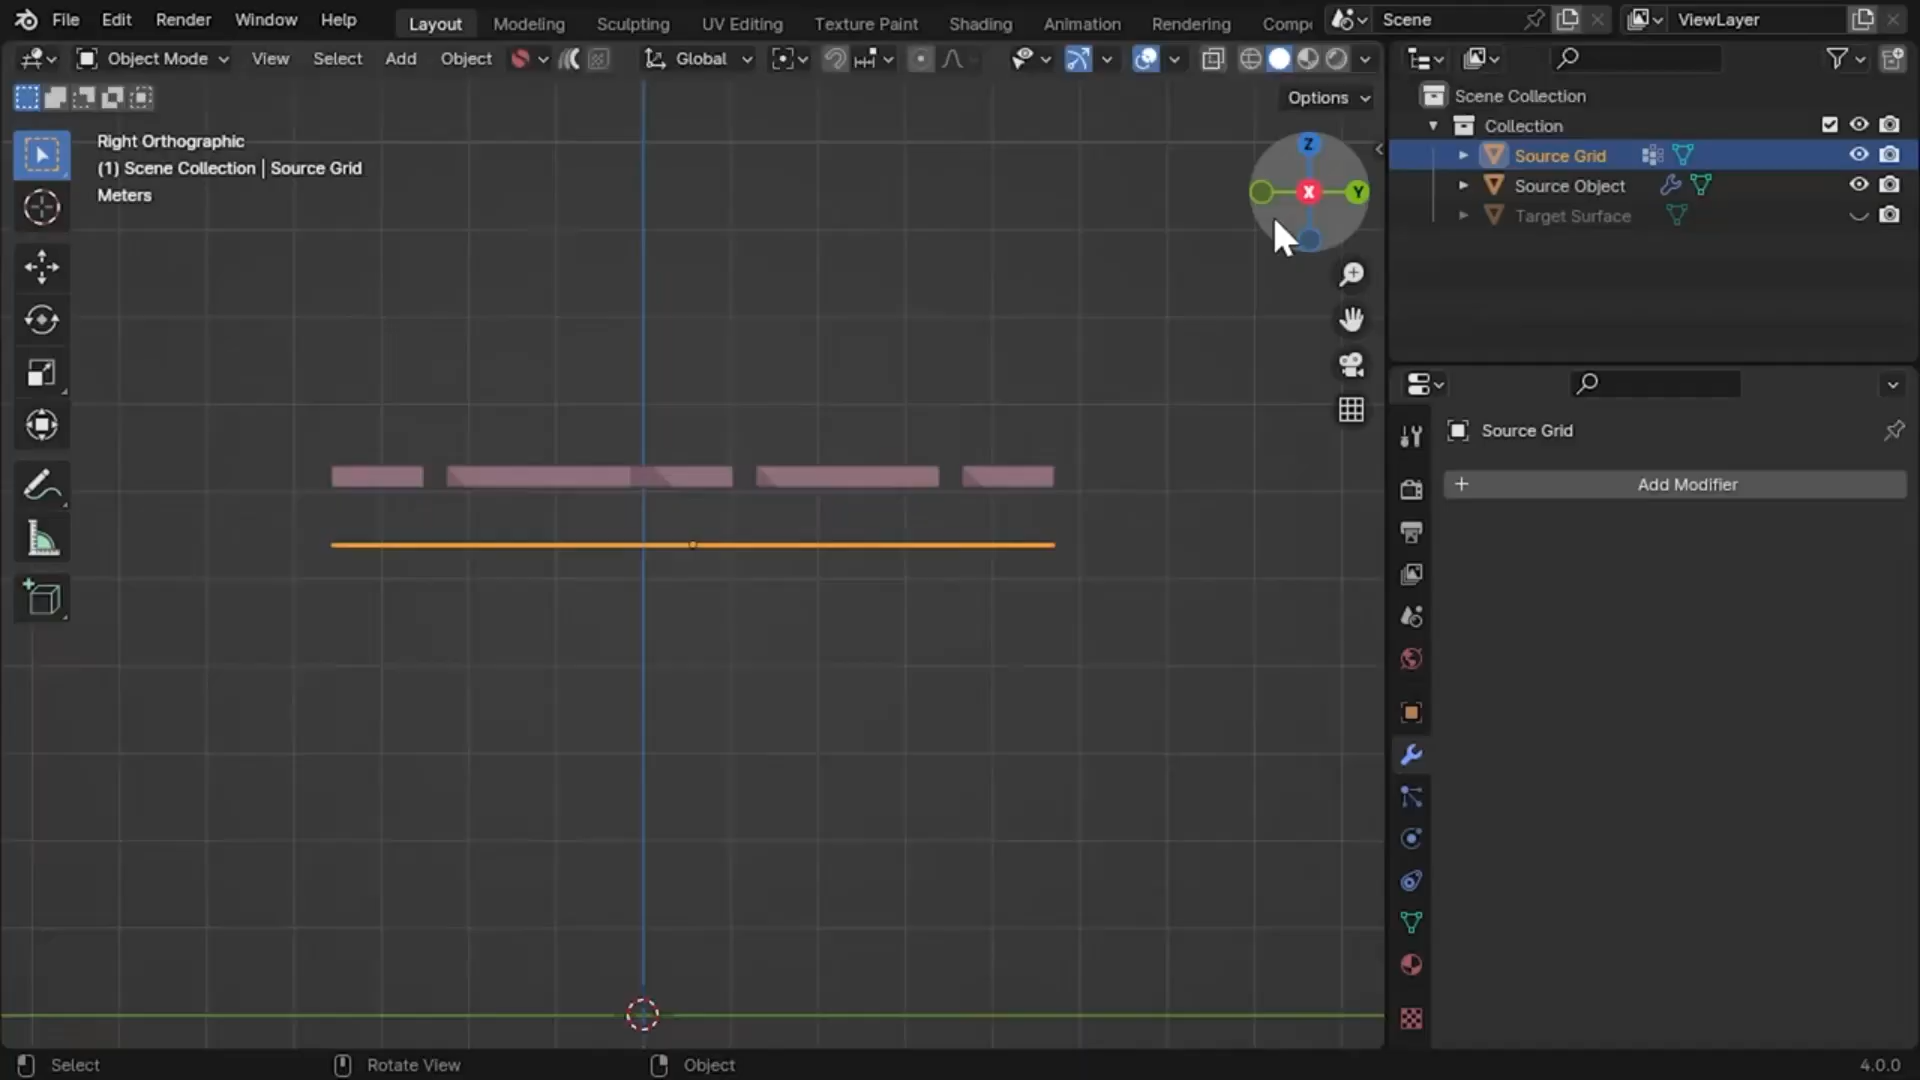 File Edit Render Window Help Layout Modeling Sculpting UV Editing Texture Paint Shading Animation Rendering Comp Scene ViewLayer
Object Mode View Select Add Object Global
Options
Right Orthographic
(1) Scene Collection | Source Grid
Meters
Z
X
Y
Scene Collection
Collection
Source Grid
Source Object
Target Surface
Source Grid
+ Add Modifier
Select Rotate View Object 4.0.0